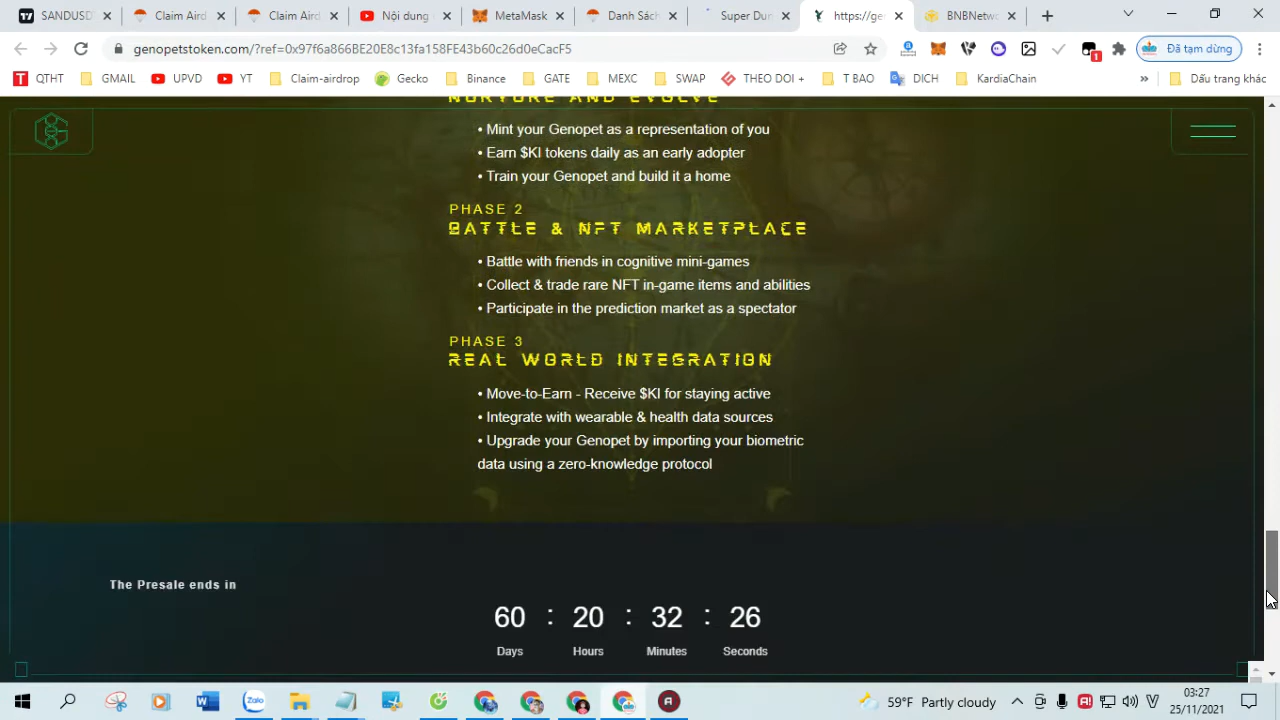 SANDUSDT
Claim Aird
Claim Aird
Nội dung
MetaMask
Danh Sách
Super Dun
https://ge
BNBNetwo
genopetstoken.com/?ref=0x97f6a866BE20E8c13fa158FE43b60c26d0eCacF5
1
Đã tạm dừng
QTHT
GMAIL
UPVD
YT
Claim-airdrop
Gecko
Binance
GATE
MEXC
SWAP
THEO DOI +
T BAO
DICH
KardiaChain
»
Dấu trang khác
NURTURE AND EVOLVE
• Mint your Genopet as a representation of you
• Earn $KI tokens daily as an early adopter
• Train your Genopet and build it a home
PHASE 2
BATTLE & NFT MARKETPLACE
• Battle with friends in cognitive mini-games
• Collect & trade rare NFT in-game items and abilities
• Participate in the prediction market as a spectator
PHASE 3
REAL WORLD INTEGRATION
• Move-to-Earn - Receive $KI for staying active
• Integrate with wearable & health data sources
• Upgrade your Genopet by importing your biometric
data using a zero-knowledge protocol
The Presale ends in
60 : 20 : 32 : 26
Days Hours Minutes Seconds
59°F Partly cloudy
03:27
25/11/2021